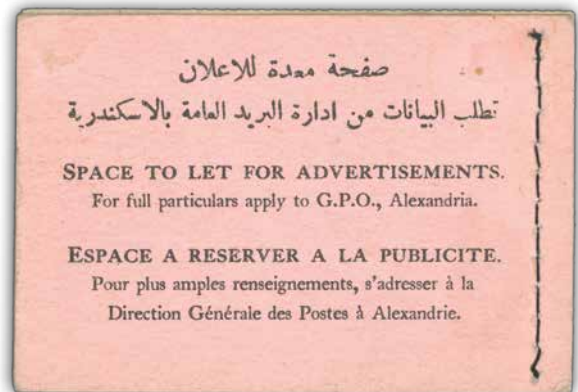 صفحة معدة للاعلان
تطلب البيانات من ادارة البريد العامة بالاسكندرية
SPACE TO LET FOR ADVERTISEMENTS.
For full particulars apply to G.P.O., Alexandria.
ESPACE A RESERVER A LA PUBLICITE.
Pour plus amples renseignements, s'adresser à la
Direction Générale des Postes à Alexandrie.